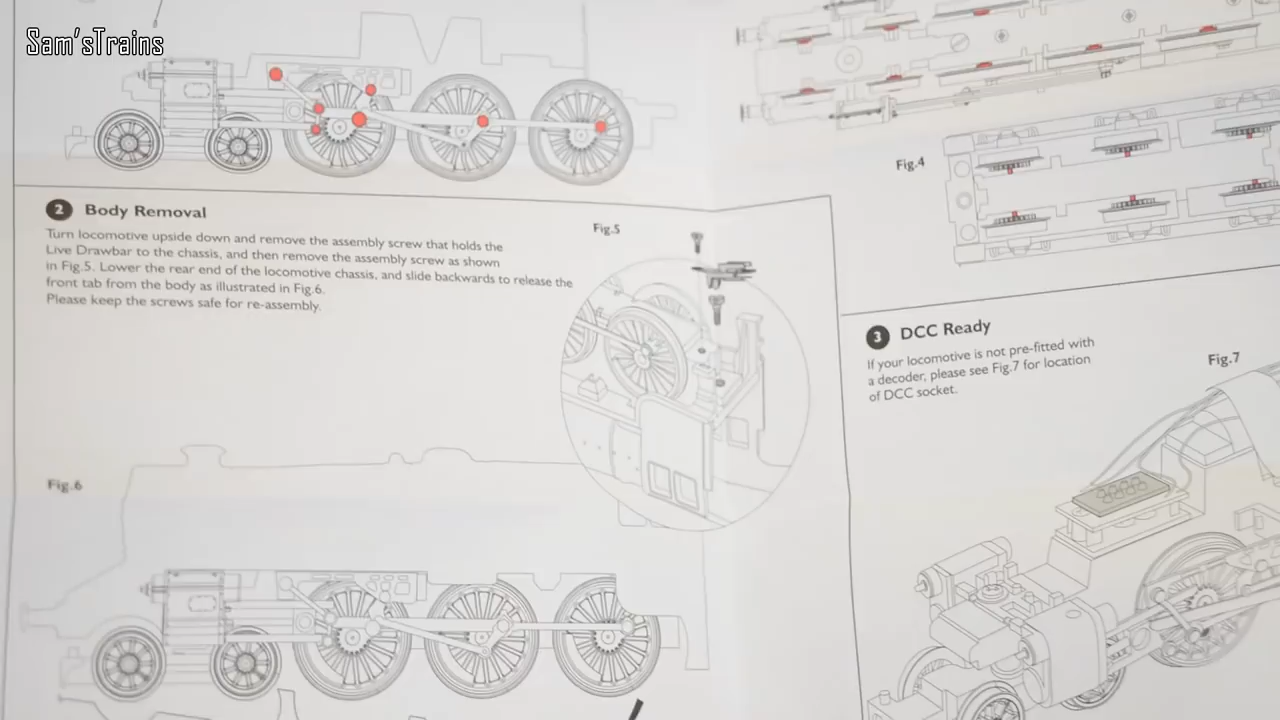 Sam'sTrains
Fig.4
2 Body Removal
Fig.5
Turn locomotive upside down and remove the assembly screw that holds the
Live Drawbar to the chassis, and then remove the assembly screw as shown
in Fig.5. Lower the rear end of the locomotive chassis, and slide backwards to release the
front tab from the body as illustrated in Fig.6.
Please keep the screws safe for re-assembly.
3 DCC Ready
If your locomotive is not pre-fitted with
a decoder, please see Fig.7 for location
of DCC socket.
Fig.7
Fig.6